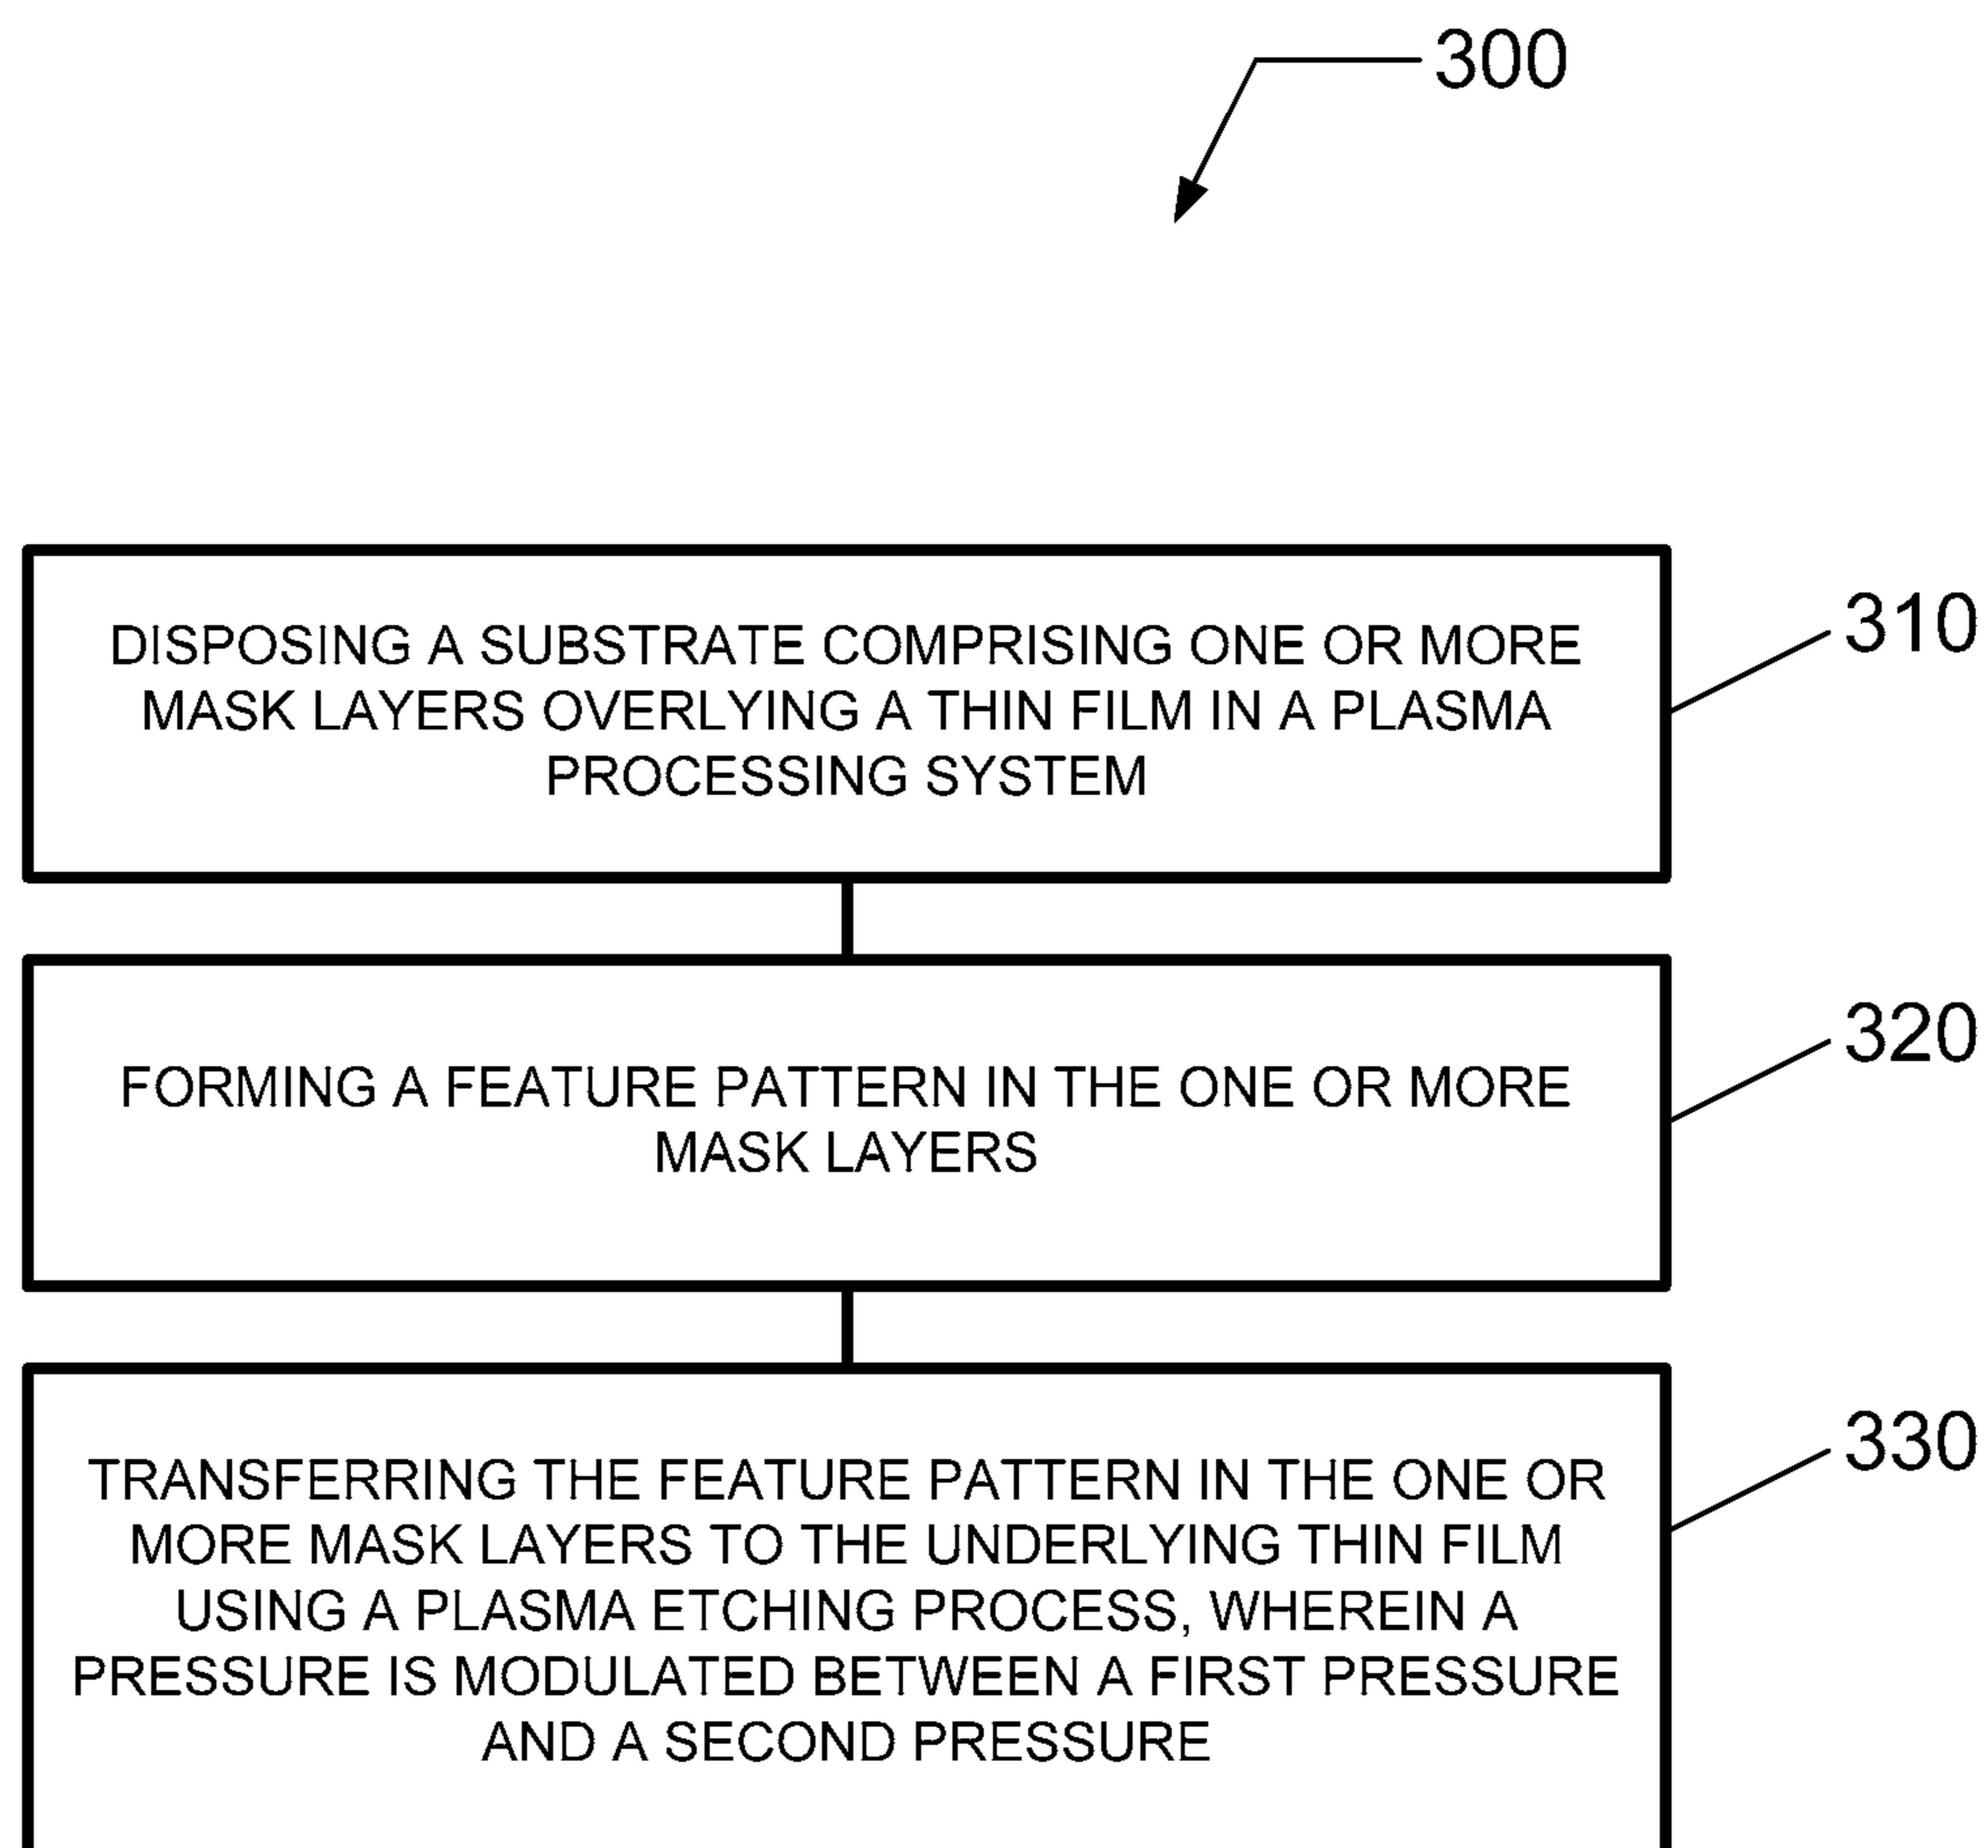 300
DISPOSING A SUBSTRATE COMPRISING ONE OR MORE
MASK LAYERS OVERLYING A THIN FILM IN A PLASMA
PROCESSING SYSTEM
310
FORMING A FEATURE PATTERN IN THE ONE OR MORE
MASK LAYERS
320
TRANSFERRING THE FEATURE PATTERN IN THE ONE OR
MORE MASK LAYERS TO THE UNDERLYING THIN FILM
USING A PLASMA ETCHING PROCESS, WHEREIN A
PRESSURE IS MODULATED BETWEEN A FIRST PRESSURE
AND A SECOND PRESSURE
330